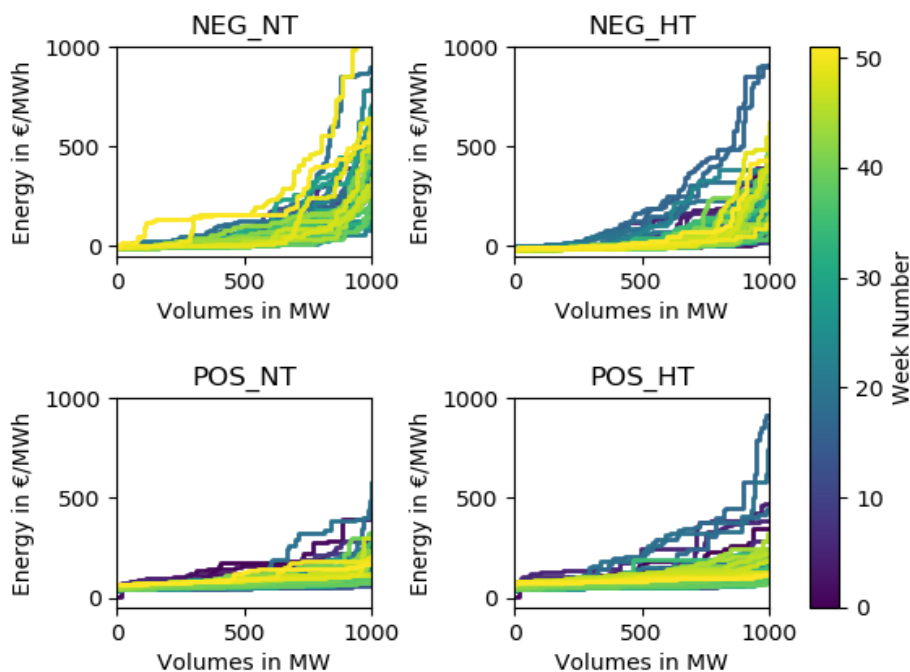 NEG_NT
NEG_HT
1000
500
0
Energy in €/MWh
0
500
1000
Volumes in MW
1000
500
0
Energy in €/MWh
0
500
1000
Volumes in MW
POS_NT
POS_HT
1000
500
0
Energy in €/MWh
0
500
1000
Volumes in MW
1000
500
0
Energy in €/MWh
0
500
1000
Volumes in MW
50
40
30
20
10
0
Week Number